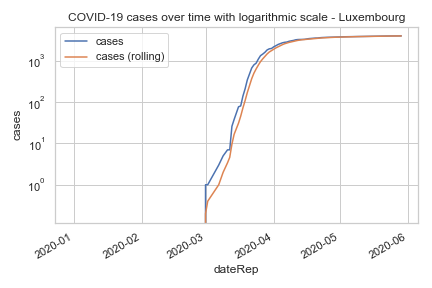 COVID-19 cases over time with logarithmic scale - Luxembourg
cases
cases (rolling)
10³
10²
10¹
10⁰
cases
2020-01
2020-02
2020-03
2020-04
2020-05
2020-06
dateRep